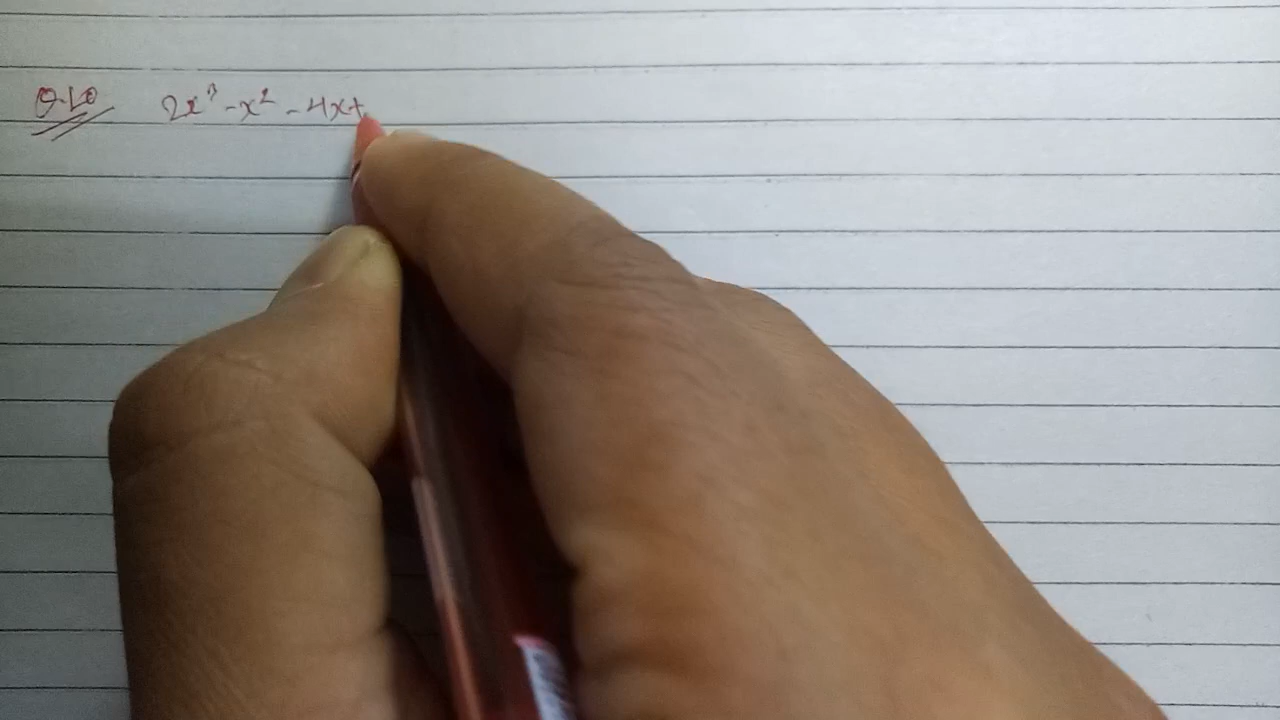 Q.10 2x³ - x² - 4x+